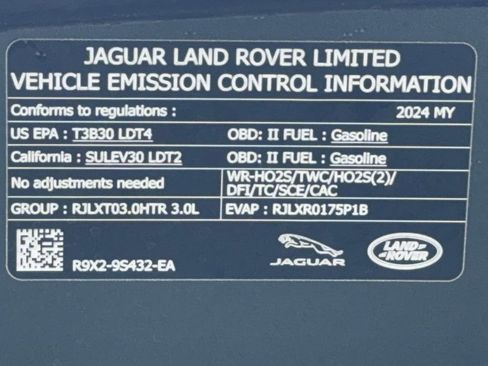 JAGUAR LAND ROVER LIMITED
VEHICLE EMISSION CONTROL INFORMATION
Conforms to regulations : 2024 MY
US EPA : T3B30 LDT4 OBD: II FUEL : Gasoline
California : SULEV30 LDT2 OBD: II FUEL : Gasoline
No adjustments needed WR-HO2S/TWC/HO2S(2)/
DFI/TC/SCE/CAC
GROUP : RJLXT03.0HTR 3.0L EVAP : RJLXR0175P1B
R9X2-9S432-EA JAGUAR LAND-ROVER